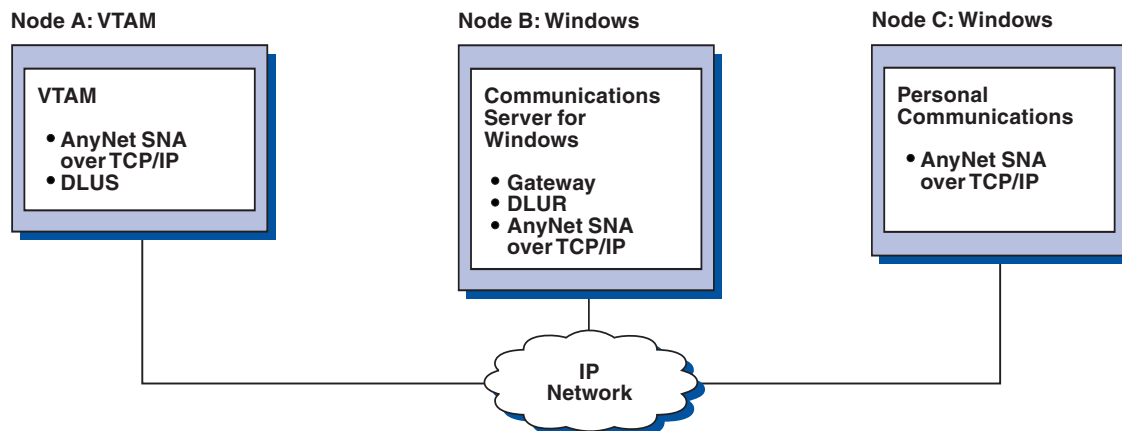 Node A: VTAM
VTAM
• AnyNet SNA
over TCP/IP
• DLUS
Node B: Windows
Communications
Server for
Windows
• Gateway
• DLUR
• AnyNet SNA
over TCP/IP
Node C: Windows
Personal
Communications
• AnyNet SNA
over TCP/IP
IP
Network